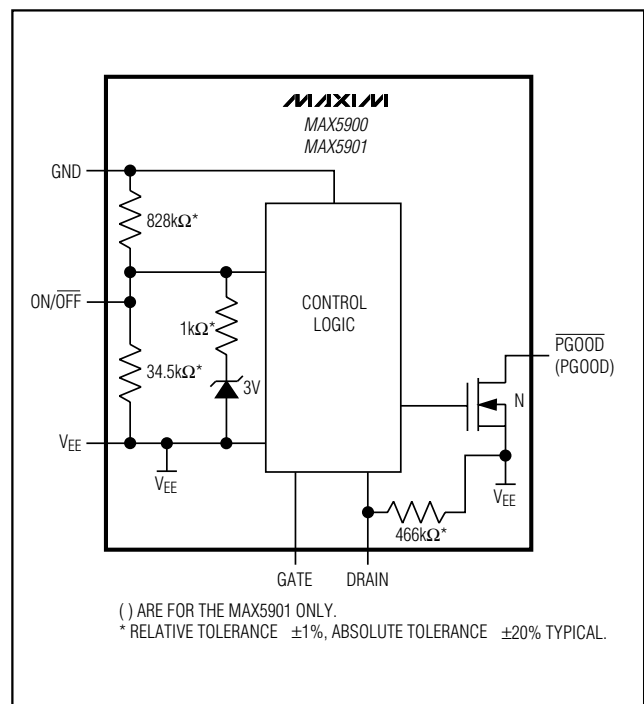 MAXIM
MAX5900
MAX5901
GND
828kΩ*
ON/OFF
1kΩ*
CONTROL
LOGIC
PGOOD
(PGOOD)
34.5kΩ*
3V
N
VEE
VEE
VEE
466kΩ*
GATE
DRAIN
( ) ARE FOR THE MAX5901 ONLY.
* RELATIVE TOLERANCE ±1%, ABSOLUTE TOLERANCE ±20% TYPICAL.